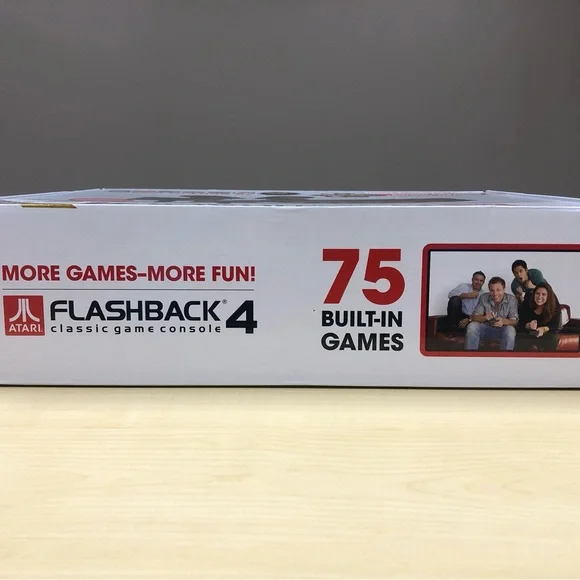 MORE GAMES–MORE FUN!
ATARI
FLASHBACK® 4
classic game console
75
BUILT-IN
GAMES